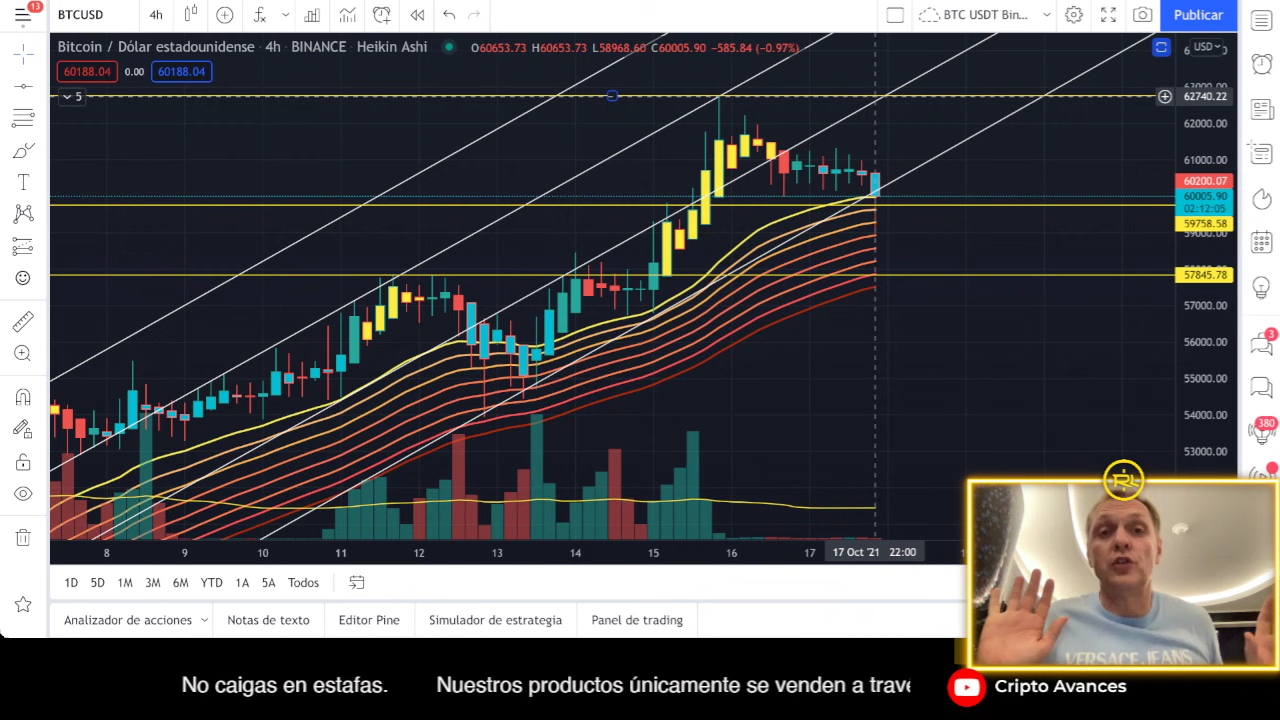 13
BTCUSD
4h
BTC USDT Bin...
Publicar
Bitcoin / Dólar estadounidense · 4h · BINANCE · Heikin Ashi
O60653.73 H60653.73 L58968.60 C60005.90 −585.84 (−0.97%)
USD
60188.04
0.00
60188.04
5
62740.22
62000.00
61000.00
60200.07
60005.90
02:12:05
59758.58
59000.00
57845.78
57000.00
56000.00
55000.00
54000.00
53000.00
3
380
8
9
10
11
12
13
14
15
16
17
17 Oct '21 22:00
1D
5D
1M
3M
6M
YTD
1A
5A
Todos
Analizador de acciones
Notas de texto
Editor Pine
Simulador de estrategia
Panel de trading
VERSACE JEANS
No caigas en estafas.
Nuestros productos únicamente se venden a trave
Cripto Avances